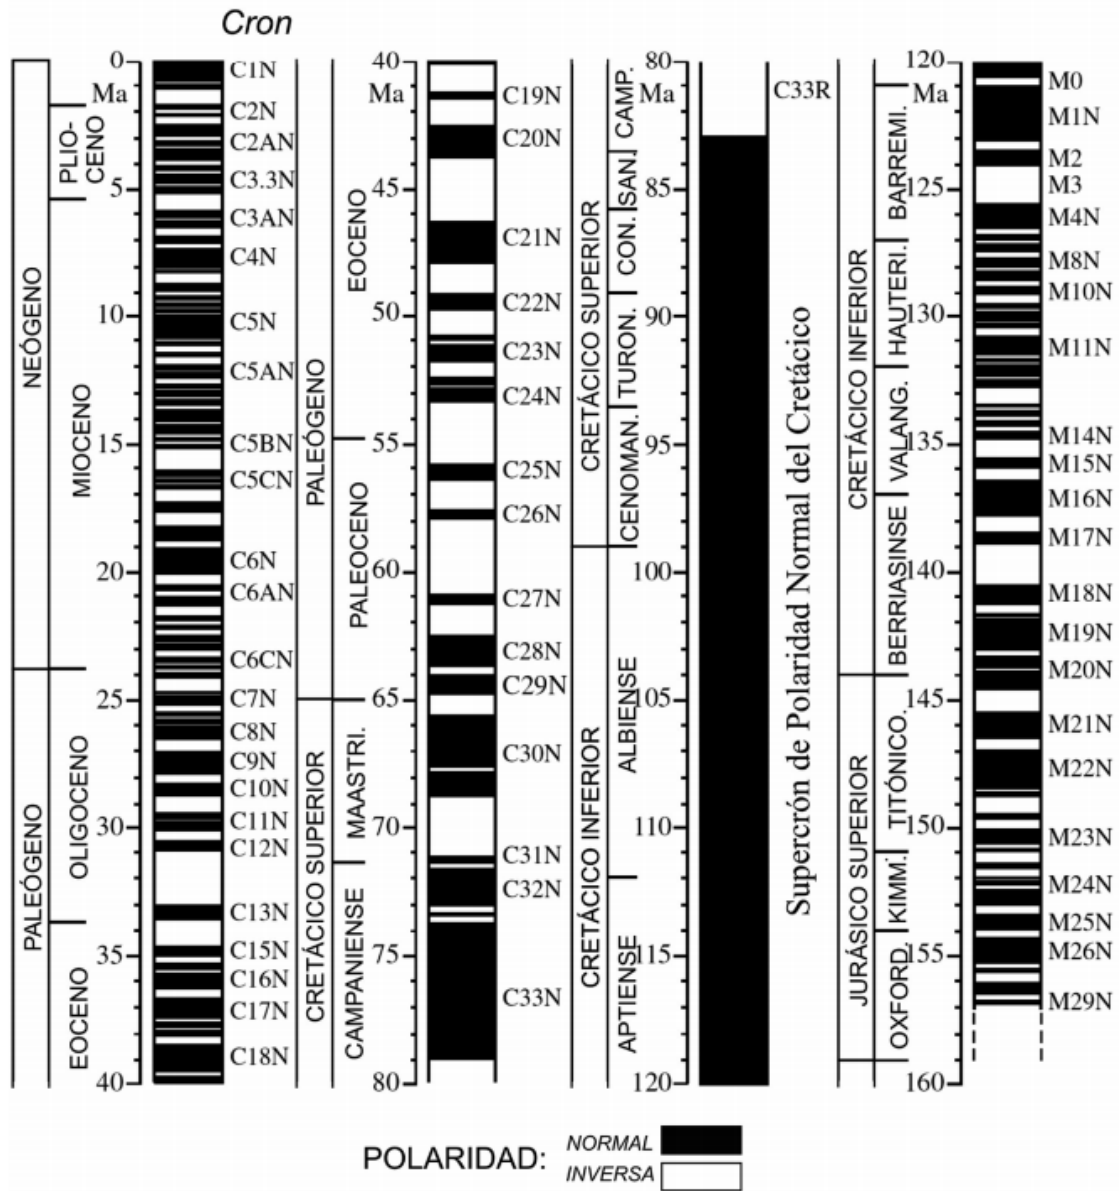 Cron
0
Ma
5
10
15
20
25
30
35
40
NEÓGENO
PALEÓGENO
PLIO-
CENO
MIOCENO
OLIGOCENO
EOCENO
C1N
C2N
C2AN
C3.3N
C3AN
C4N
C5N
C5AN
C5BN
C5CN
C6N
C6AN
C6CN
C7N
C8N
C9N
C10N
C11N
C12N
C13N
C15N
C16N
C17N
C18N
40
Ma
45
50
55
60
65
70
75
80
PALEÓGENO
CRETÁCICO SUPERIOR
EOCENO
PALEOCENO
MAASTRI.
CAMPANIENSE
C19N
C20N
C21N
C22N
C23N
C24N
C25N
C26N
C27N
C28N
C29N
C30N
C31N
C32N
C33N
80
Ma
85
90
95
100
105
110
115
120
CRETÁCICO SUPERIOR
CRETÁCICO INFERIOR
CAMP.
SAN.
CON.
TURON.
CENOMAN.
ALBIENSE
APTIENSE
C33R
Supercrón de Polaridad Normal del Cretácico
120
Ma
125
130
135
140
145
150
155
160
CRETÁCICO INFERIOR
JURÁSICO SUPERIOR
BARREMI.
HAUTERI.
VALANG.
BERRIASINSE
TITÓNICO.
KIMM.
OXFORD.
M0
M1N
M2
M3
M4N
M8N
M10N
M11N
M14N
M15N
M16N
M17N
M18N
M19N
M20N
M21N
M22N
M23N
M24N
M25N
M26N
M29N
POLARIDAD:
NORMAL
INVERSA